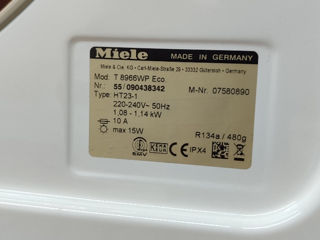 Miele MADE IN GERMANY
Miele & Cie. KG - Carl-Miele-Straße 29 - 33332 Gütersloh - Germany
Mod: T 8966WP Eco
Nr.: 55 / 090438342 M-Nr. 07580890
Type: HT23-1
220-240V~ 50Hz
1,08 - 1,14 kW
10 A
max 15W
R134a / 480g
IPX4